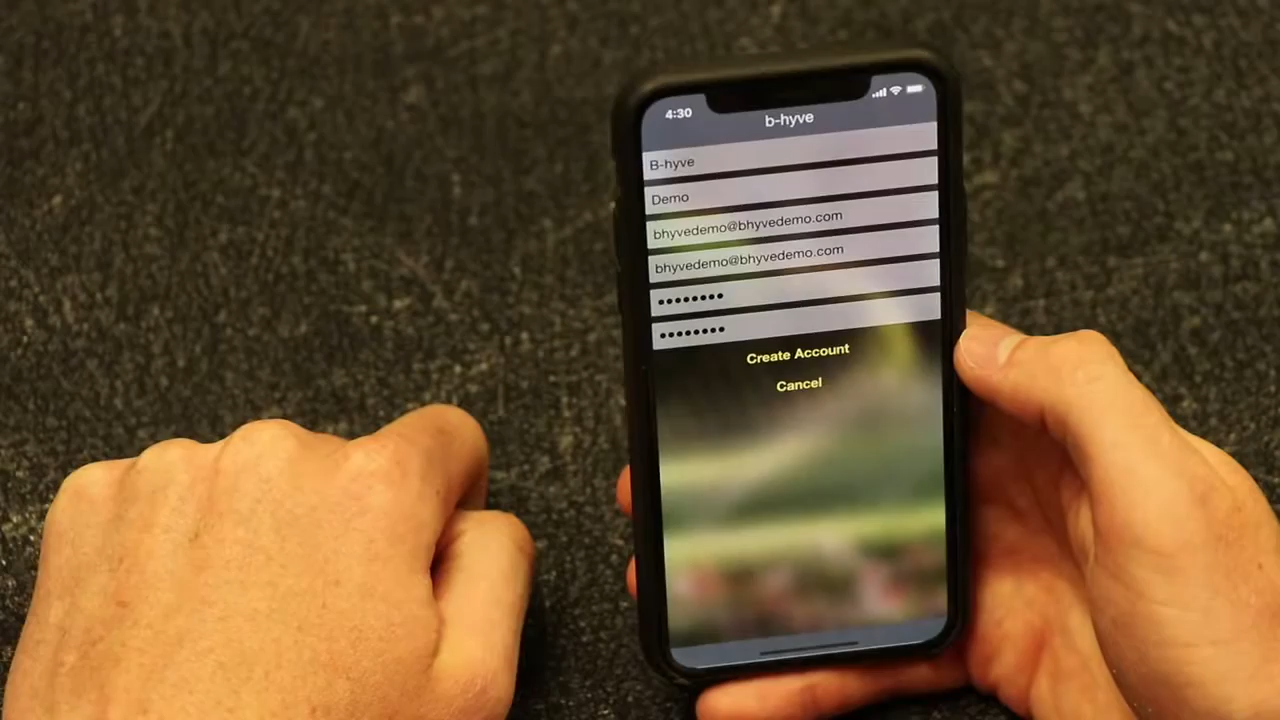 4:30
b-hyve
B-hyve
Demo
bhyvedemo@bhyvedemo.com
bhyvedemo@bhyvedemo.com
••••••••
••••••••
Create Account
Cancel